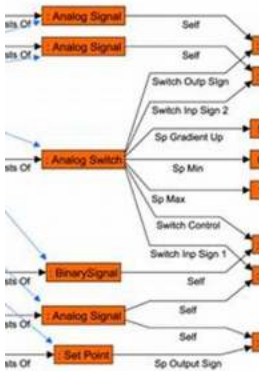 : Analog Signal
Self
sts Of
: Analog Signal
Self
sts Of
Switch Outp SIgn
Switch Inp Sign 2
Sp Gradient Up
: Analog Switch
Sp Min
sts Of
Sp Max
Switch Control
Switch Inp Sign 1
: BinarySignal
Self
sts Of
: Analog Signal
Self
sts Of
: Set Point
Sp Output Sign
sts Of